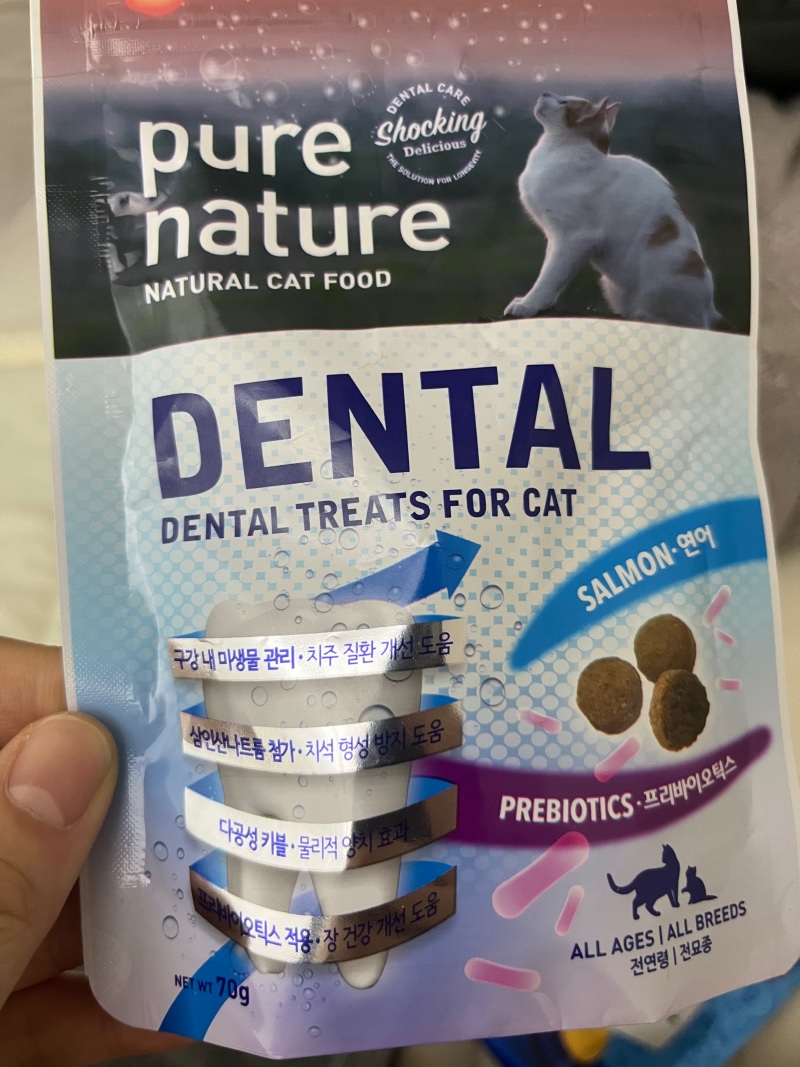 pure
nature
NATURAL CAT FOOD
DENTAL CARE
Shocking
Delicious
THE SOLUTION FOR LONGEVITY
DENTAL
DENTAL TREATS FOR CAT
SALMON·연어
구강 내 미생물 관리·치주 질환 개선 도움
삼인산나트륨 첨가·치석 형성 방지 도움
다공성 키블·물리적 양치 효과
프리바이오틱스 적용·장 건강 개선 도움
PREBIOTICS·프리바이오틱스
ALL AGES | ALL BREEDS
전연령 | 전묘종
NET WT 70g